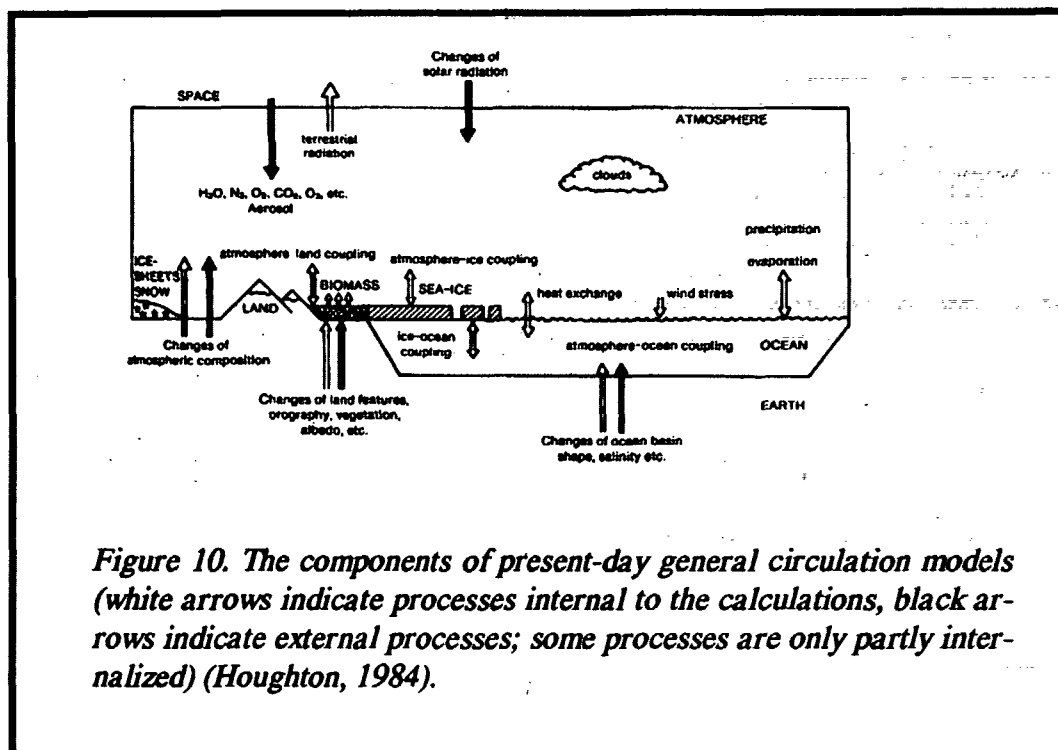 Changes of
solar radiation
SPACE
ATMOSPHERE
terrestrial
radiation
clouds
H₂O, N₂, O₂, CO₂, O₃, etc.
Aerosol
precipitation
ICE-
SHEETS
SNOW
atmosphere land coupling
atmosphere-ice coupling
evaporation
BIOMASS
SEA-ICE
heat exchange
wind stress
LAND
Changes of
atmospheric composition
ice-ocean
coupling
atmosphere-ocean coupling
OCEAN
Changes of land features,
orography, vegetation,
albedo, etc.
EARTH
Changes of ocean basin
shape, salinity etc.
Figure 10. The components of present-day general circulation models
(white arrows indicate processes internal to the calculations, black ar-
rows indicate external processes; some processes are only partly inter-
nalized) (Houghton, 1984).